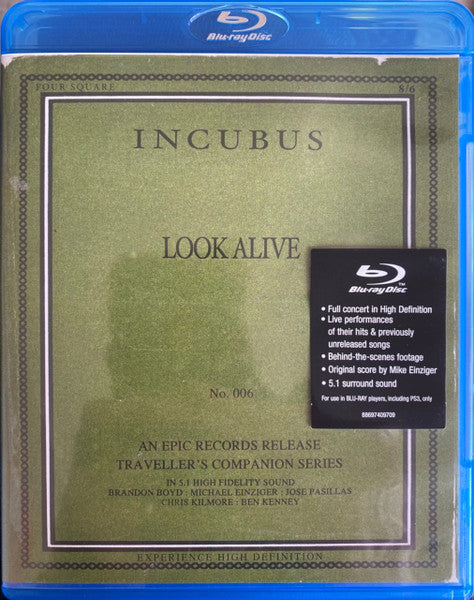 Blu-ray Disc
FOUR SQUARE 8/6
INCUBUS
LOOK ALIVE
Blu-ray Disc™
• Full concert in High Definition
• Live performances
of their hits & previously
unreleased songs
• Behind-the-scenes footage
• Original score by Mike Einziger
• 5.1 surround sound
For use in BLU-RAY players, including PS3, only
88697409709
No. 006
AN EPIC RECORDS RELEASE
TRAVELLER'S COMPANION SERIES
IN 5.1 HIGH FIDELITY SOUND
BRANDON BOYD : MICHAEL EINZIGER : JOSE PASILLAS
CHRIS KILMORE : BEN KENNEY
EXPERIENCE HIGH DEFINITION